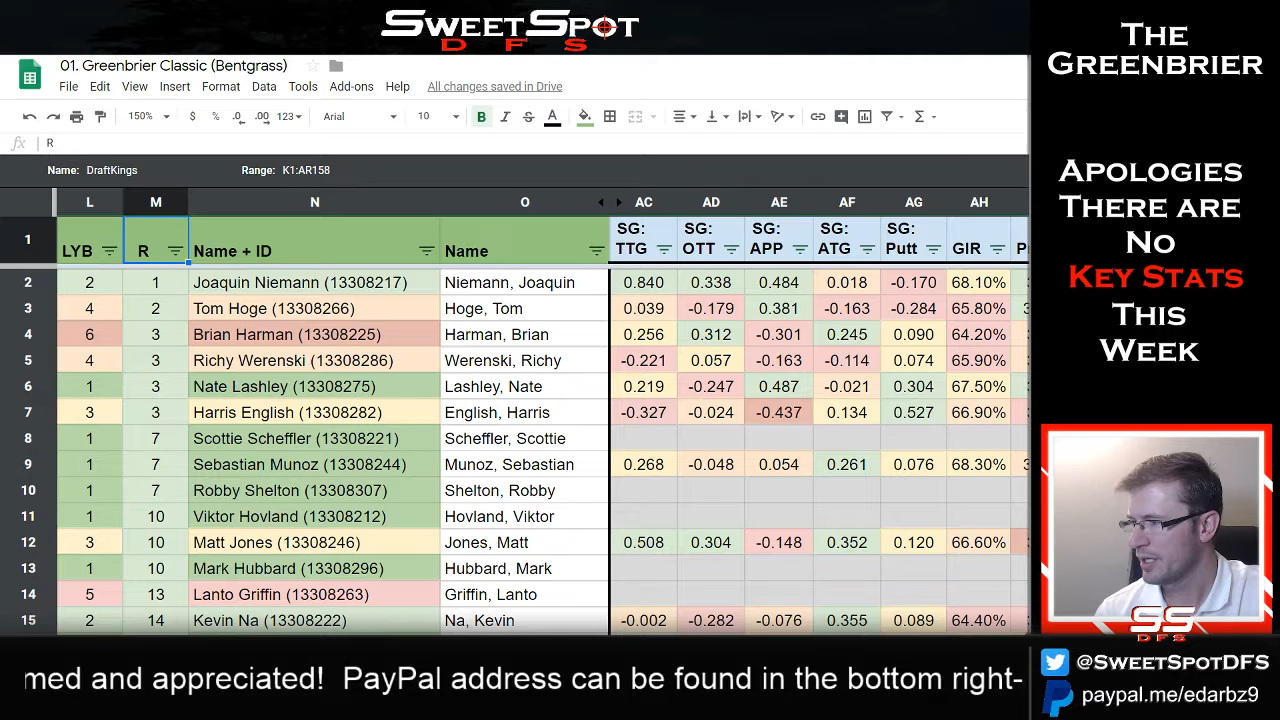 SweetSpot
DFS
The
Greenbrier
01. Greenbrier Classic (Bentgrass)
File Edit View Insert Format Data Tools Add-ons Help All changes saved in Drive
150% $ % .0 .00 123 Arial 10 B I S A Σ
fx R
Name: DraftKings Range: K1:AR158
L M N O AC AD AE AF AG AH
1 LYB R Name + ID Name SG: TTG SG: OTT SG: APP SG: ATG SG: Putt GIR
2 2 1 Joaquin Niemann (13308217) Niemann, Joaquin 0.840 0.338 0.484 0.018 -0.170 68.10%
3 4 2 Tom Hoge (13308266) Hoge, Tom 0.039 -0.179 0.381 -0.163 -0.284 65.80%
4 6 3 Brian Harman (13308225) Harman, Brian 0.256 0.312 -0.301 0.245 0.090 64.20%
5 4 3 Richy Werenski (13308286) Werenski, Richy -0.221 0.057 -0.163 -0.114 0.074 65.90%
6 1 3 Nate Lashley (13308275) Lashley, Nate 0.219 -0.247 0.487 -0.021 0.304 67.50%
7 3 3 Harris English (13308282) English, Harris -0.327 -0.024 -0.437 0.134 0.527 66.90%
8 1 7 Scottie Scheffler (13308221) Scheffler, Scottie
9 1 7 Sebastian Munoz (13308244) Munoz, Sebastian 0.268 -0.048 0.054 0.261 0.076 68.30%
10 1 7 Robby Shelton (13308307) Shelton, Robby
11 1 10 Viktor Hovland (13308212) Hovland, Viktor
12 3 10 Matt Jones (13308246) Jones, Matt 0.508 0.304 -0.148 0.352 0.120 66.60%
13 1 10 Mark Hubbard (13308296) Hubbard, Mark
14 5 13 Lanto Griffin (13308263) Griffin, Lanto
15 2 14 Kevin Na (13308222) Na, Kevin -0.002 -0.282 -0.076 0.355 0.089 64.40%
Apologies
There are
No
Key Stats
This
Week
SS
DFS
med and appreciated! PayPal address can be found in the bottom right-
@SweetSpotDFS
paypal.me/edarbz9